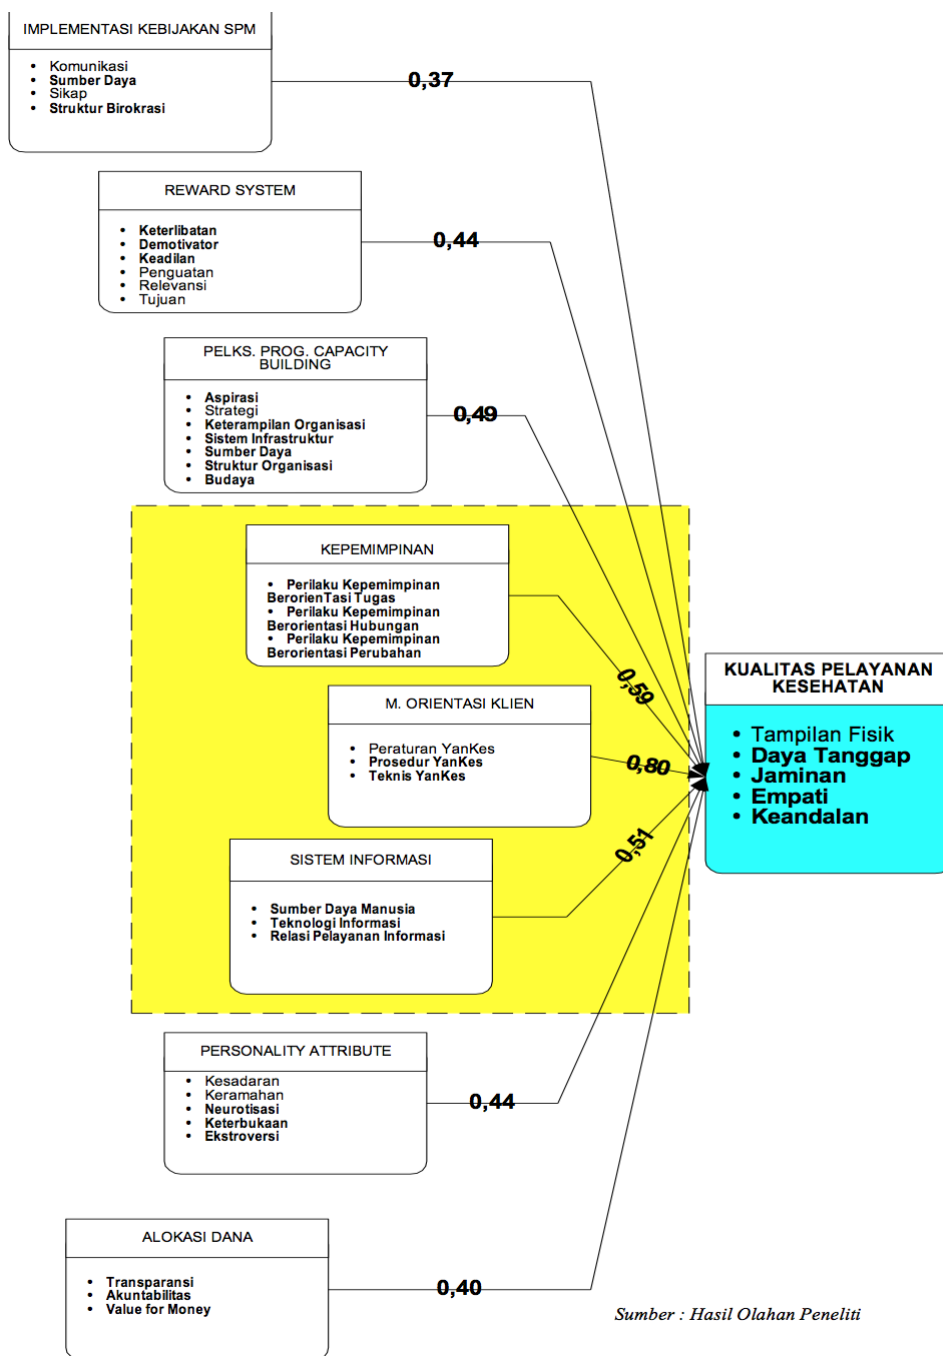 IMPLEMENTASI KEBIJAKAN SPM
• Komunikasi
• Sumber Daya
• Sikap
• Struktur Birokrasi
0,37
REWARD SYSTEM
• Keterlibatan
• Demotivator
• Keadilan
• Penguatan
• Relevansi
• Tujuan
0,44
PELKS. PROG. CAPACITY
BUILDING
• Aspirasi
• Strategi
• Keterampilan Organisasi
• Sistem Infrastruktur
• Sumber Daya
• Struktur Organisasi
• Budaya
0,49
KEPEMIMPINAN
• Perilaku Kepemimpinan
BerorienTasi Tugas
• Perilaku Kepemimpinan
Berorientasi Hubungan
• Perilaku Kepemimpinan
Berorientasi Perubahan
0,59
M. ORIENTASI KLIEN
• Peraturan YanKes
• Prosedur YanKes
• Teknis YanKes
0,80
KUALITAS PELAYANAN
KESEHATAN
• Tampilan Fisik
• Daya Tanggap
• Jaminan
• Empati
• Keandalan
SISTEM INFORMASI
• Sumber Daya Manusia
• Teknologi Informasi
• Relasi Pelayanan Informasi
0,51
PERSONALITY ATTRIBUTE
• Kesadaran
• Keramahan
• Neurotisasi
• Keterbukaan
• Ekstroversi
0,44
ALOKASI DANA
• Transparansi
• Akuntabilitas
• Value for Money
0,40
Sumber : Hasil Olahan Peneliti